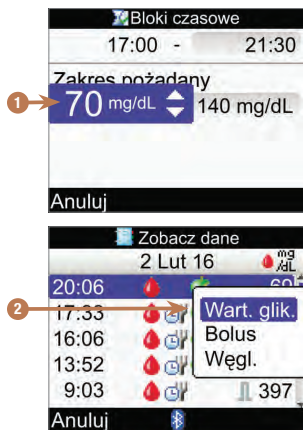 Bloki czasowe
17:00 - 21:30
Zakres pożądany
1 70 mg/dL 140 mg/dL
Anuluj
Zobacz dane
2 Lut 16 mg/dL
20:06 69
2 17:33 Wart. glik.
16:06 Bolus
13:52 Węgl.
9:03 397
Anuluj